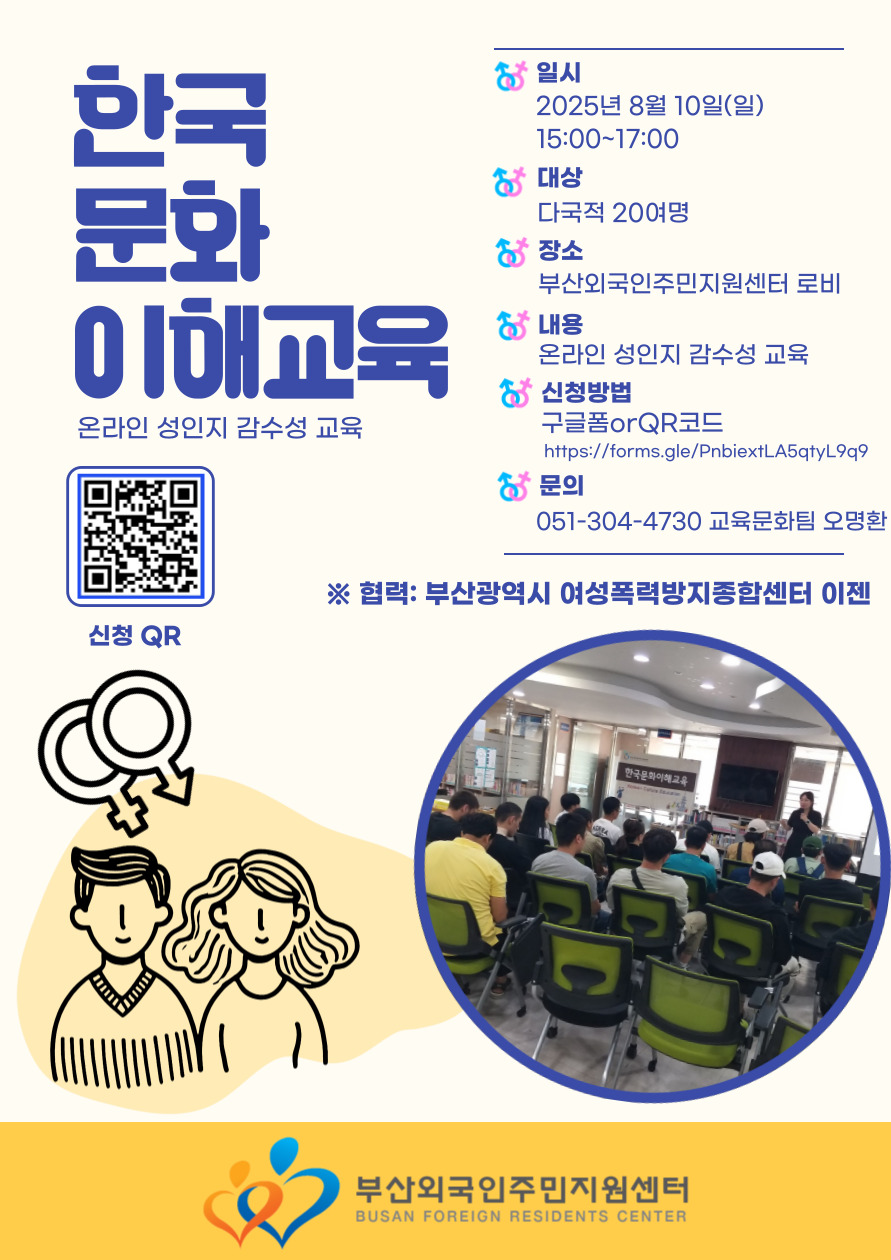 한국
문화
이해교육
온라인 성인지 감수성 교육
신청 QR
일시
2025년 8월 10일(일)
15:00~17:00
대상
다국적 20여명
장소
부산외국인주민지원센터 로비
내용
온라인 성인지 감수성 교육
신청방법
구글폼orQR코드
https://forms.gle/PnbiextLA5qtyL9q9
문의
051-304-4730 교육문화팀 오명환
※ 협력: 부산광역시 여성폭력방지종합센터 이젠
한국문화이해교육
Korean Culture Education
KOREA
부산외국인주민지원센터
BUSAN FOREIGN RESIDENTS CENTER